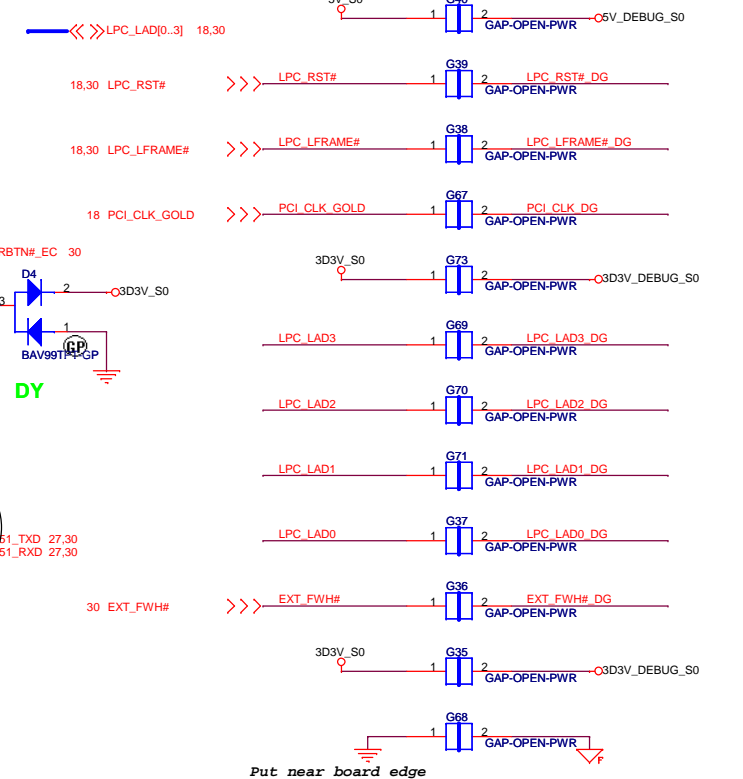 5V_S0
G40
1 2 5V_DEBUG_S0
GAP-OPEN-PWR
LPC_LAD[0..3] 18,30
G39
18,30 LPC_RST# LPC_RST# 1 2 LPC_RST#_DG
GAP-OPEN-PWR
G38
18,30 LPC_LFRAME# LPC_LFRAME# 1 2 LPC_LFRAME#_DG
GAP-OPEN-PWR
G67
18 PCI_CLK_GOLD PCI_CLK_GOLD 1 2 PCI_CLK_DG
GAP-OPEN-PWR
RBTN#_EC 30
3D3V_S0 G73
1 2 3D3V_DEBUG_S0
GAP-OPEN-PWR
D4
2 3D3V_S0
3
1
GP
DY
G69
LPC_LAD3 1 2 LPC_LAD3_DG
GAP-OPEN-PWR
G70
LPC_LAD2 1 2 LPC_LAD2_DG
GAP-OPEN-PWR
G71
LPC_LAD1 1 2 LPC_LAD1_DG
GAP-OPEN-PWR
G37
LPC_LAD0 1 2 LPC_LAD0_DG
GAP-OPEN-PWR
51_TXD 27,30
51_RXD 27,30
G36
30 EXT_FWH# EXT_FWH# 1 2 EXT_FWH#_DG
GAP-OPEN-PWR
3D3V_S0 G35
1 2 3D3V_DEBUG_S0
GAP-OPEN-PWR
G68
1 2
GAP-OPEN-PWR
F
Put near board edge